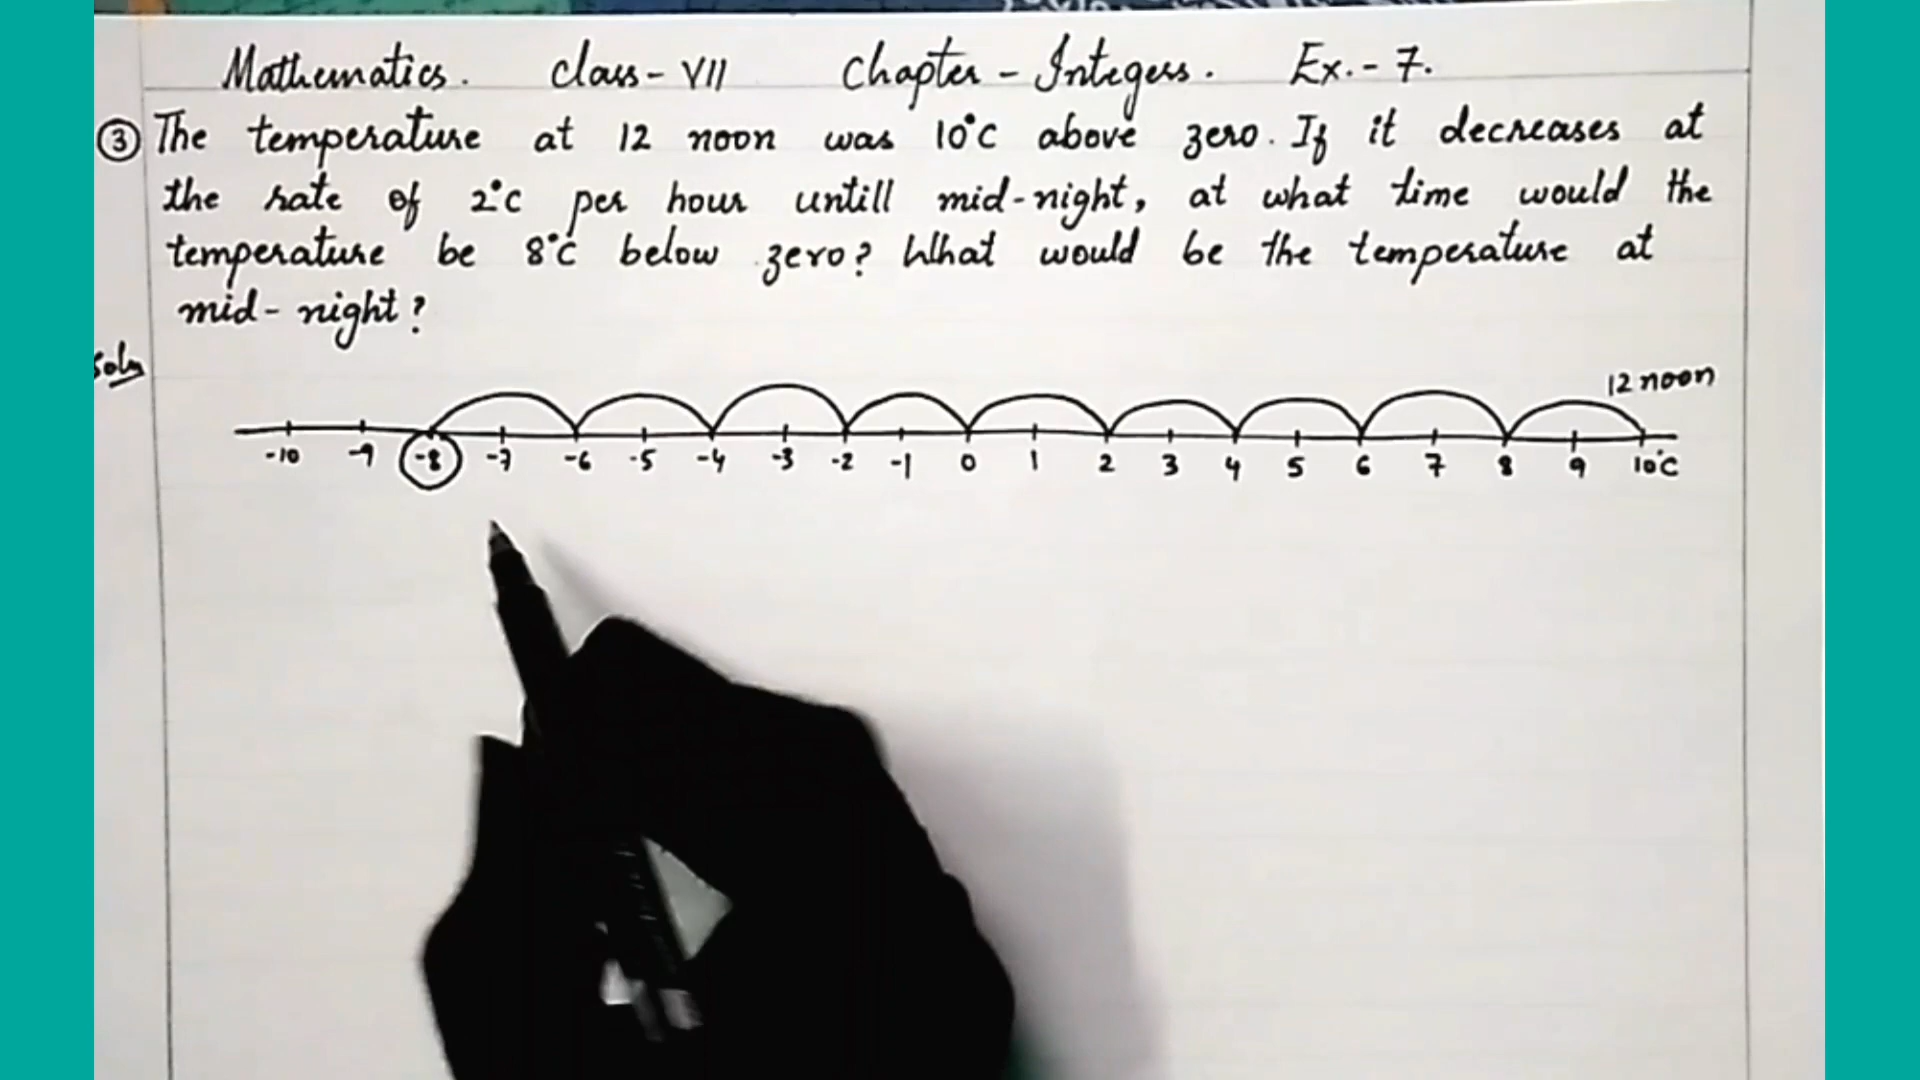 Mathematics. Class - VII Chapter - Integers. Ex. - 7.
③ The temperature at 12 noon was 10°C above zero. If it decreases at
the rate of 2°C per hour untill mid-night, at what time would the
temperature be 8°C below zero? What would be the temperature at
mid-night?
Soln
12 noon
-10 -9 -8 -7 -6 -5 -4 -3 -2 -1 0 1 2 3 4 5 6 7 8 9 10°C